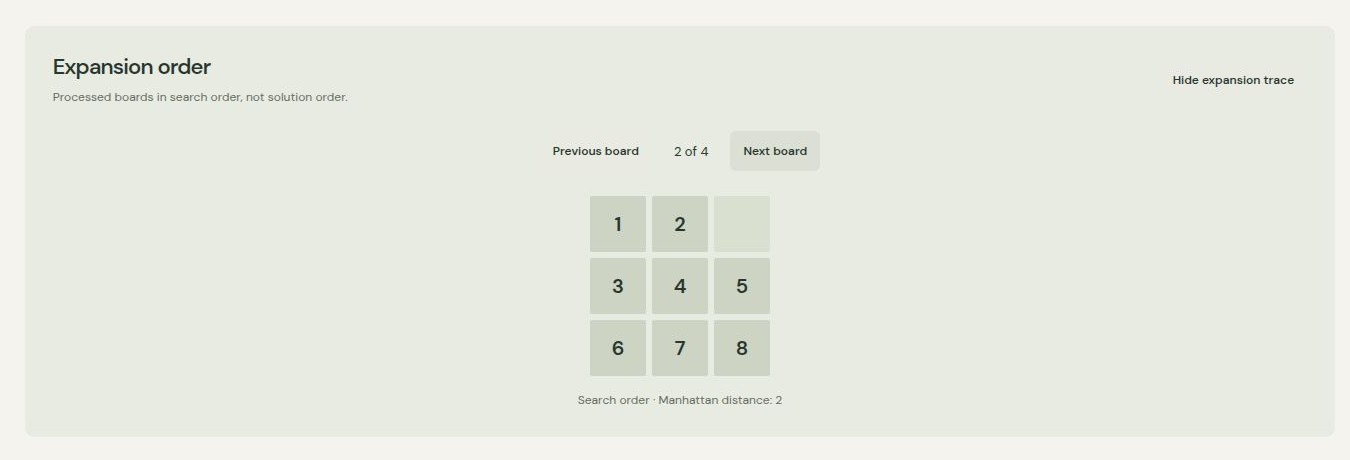 Expansion order
Processed boards in search order, not solution order.
Hide expansion trace
Previous board 2 of 4 Next board
1 2
3 4 5
6 7 8
Search order · Manhattan distance: 2